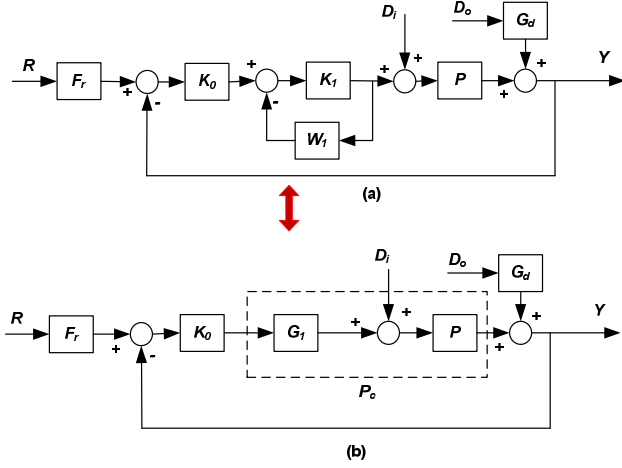 Di
Do
Gd
R
Fr
+
-
K0
+
-
K1
+
+
P
+
+
Y
W1
(a)
Di
Do
Gd
R
Fr
+
-
K0
G1
+
+
P
+
+
Y
Pc
(b)